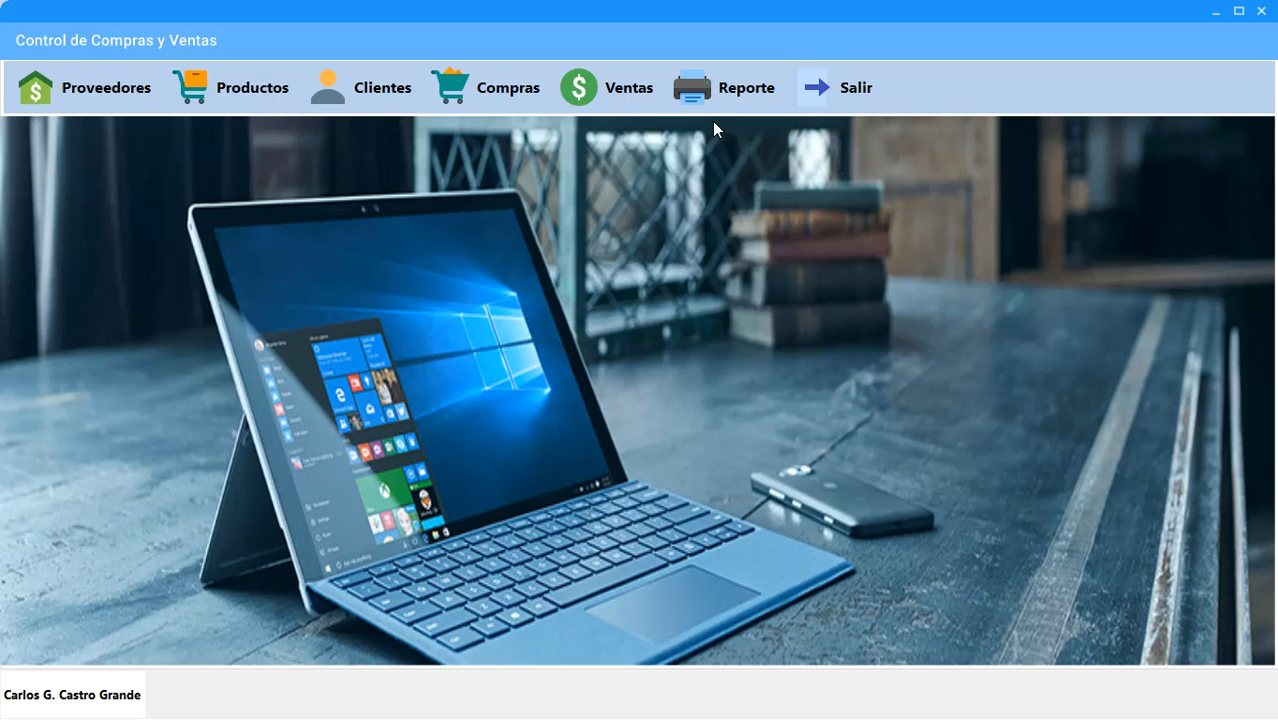 Control de Compras y Ventas
Proveedores
Productos
Clientes
Compras
Ventas
Reporte
Salir
Carlos G. Castro Grande